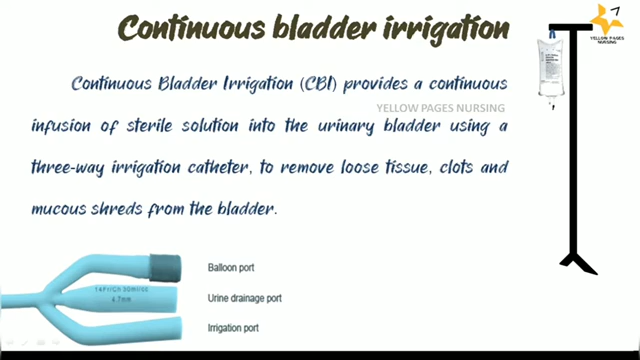 Continuous bladder irrigation
YELLOW PAGES
NURSING
Continuous Bladder Irrigation (CBI) provides a continuous
YELLOW PAGES NURSING
infusion of sterile solution into the urinary bladder using a
three-way irrigation catheter, to remove loose tissue, clots and
mucous shreds from the bladder.
Balloon port
Urine drainage port
6.7mm
Irrigation port